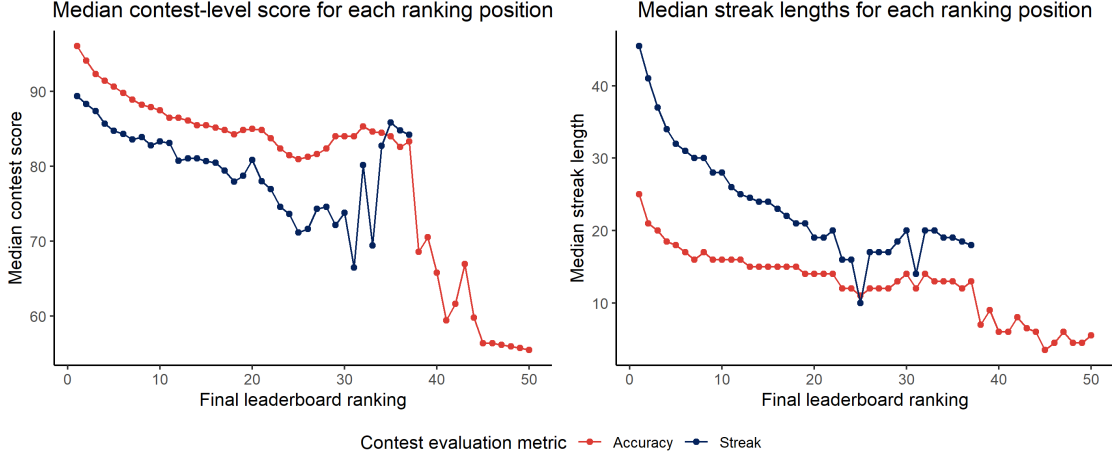 Median contest-level score for each ranking position
Median contest score
90
80
70
60
0 10 20 30 40 50
Final leaderboard ranking
Median streak lengths for each ranking position
Median streak length
40
30
20
10
0 10 20 30 40 50
Final leaderboard ranking
Contest evaluation metric Accuracy Streak